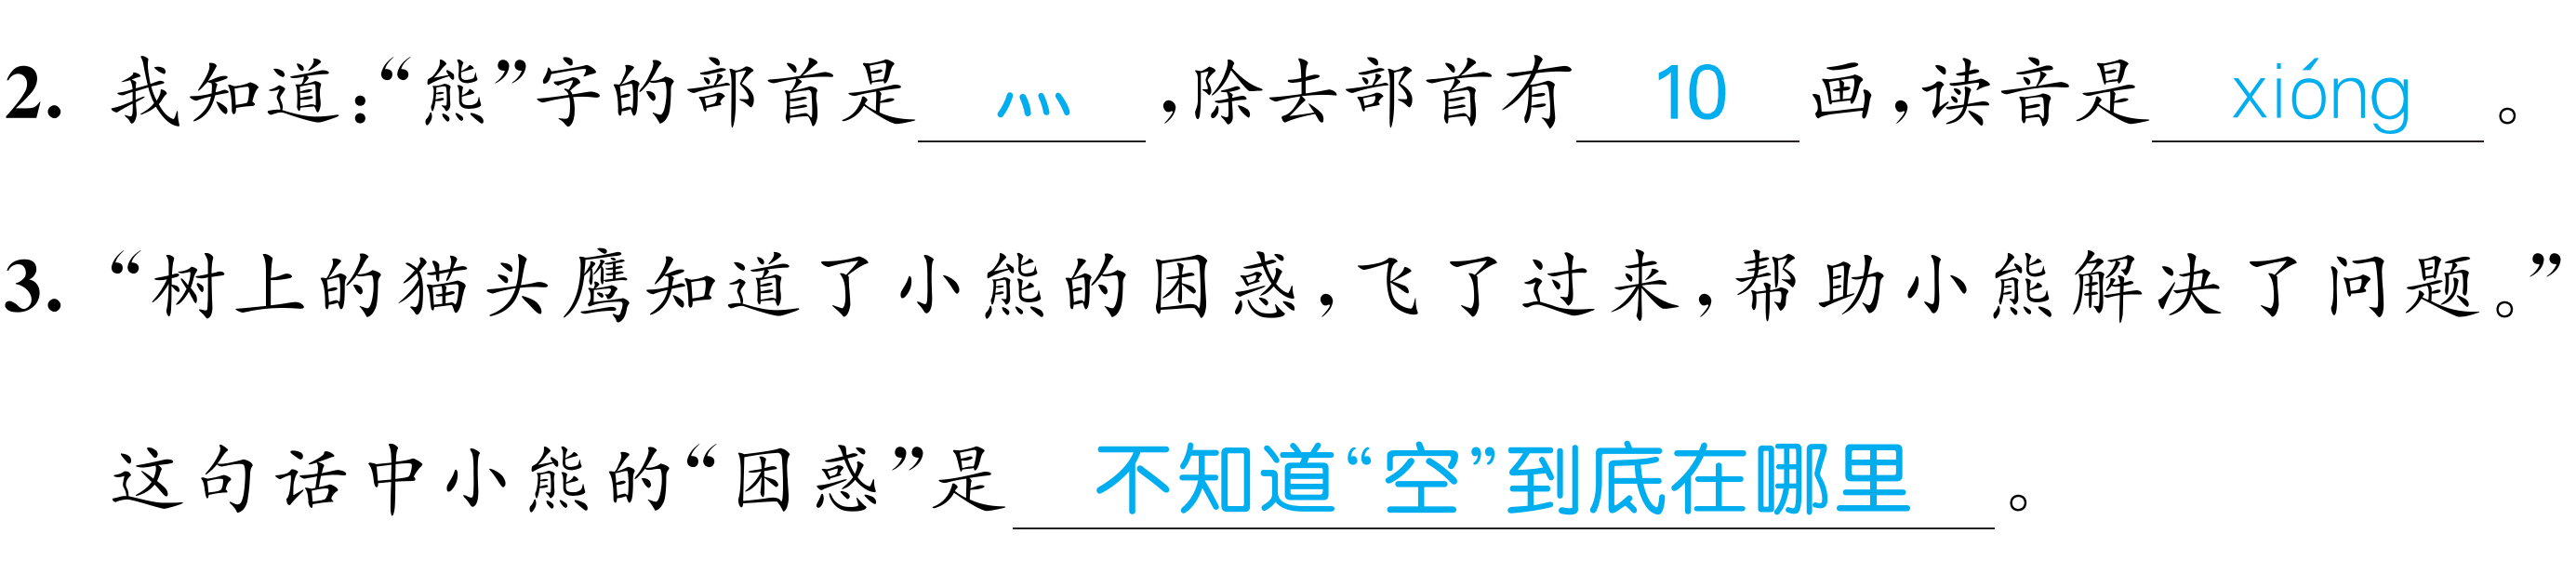 2. 我知道:“熊”字的部首是 灬 ,除去部首有 10 画,读音是 xióng 。
3. “树上的猫头鹰知道了小熊的困惑,飞了过来,帮助小熊解决了问题。”
这句话中小熊的“困惑”是 不知道“空”到底在哪里 。